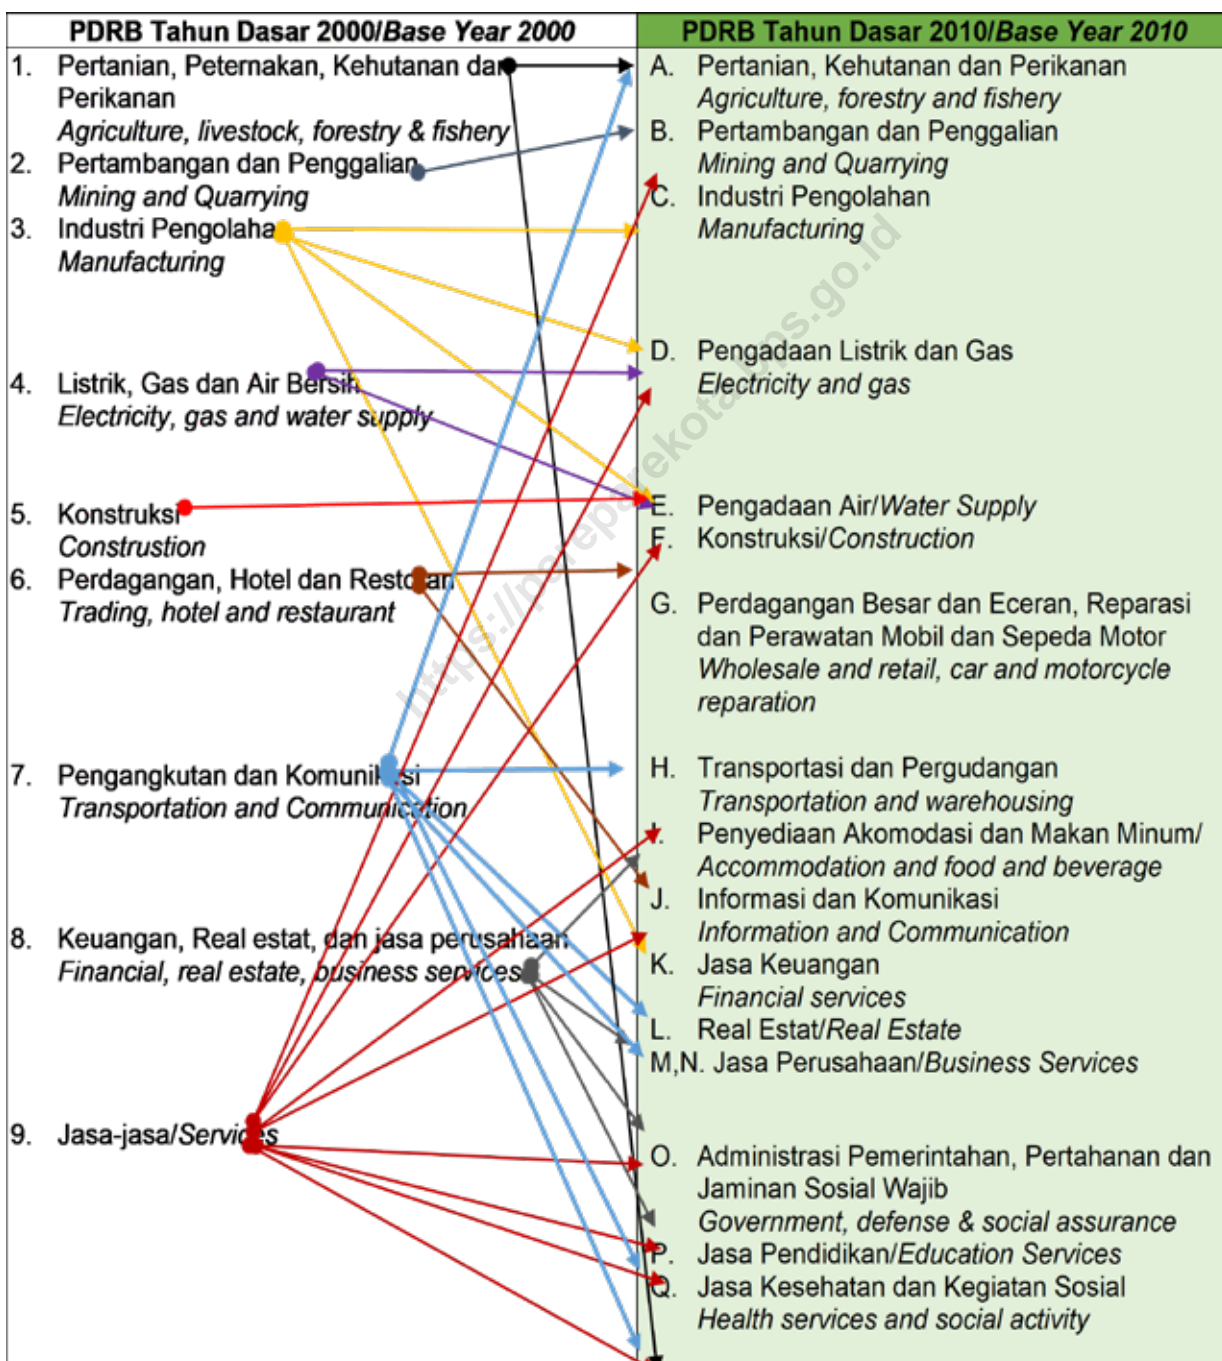 PDRB Tahun Dasar 2000/Base Year 2000
1. Pertanian, Peternakan, Kehutanan dan
Perikanan
Agriculture, livestock, forestry & fishery
2. Pertambangan dan Penggalian
Mining and Quarrying
3. Industri Pengolahan
Manufacturing
4. Listrik, Gas dan Air Bersih
Electricity, gas and water supply
5. Konstruksi
Construstion
6. Perdagangan, Hotel dan Restoran
Trading, hotel and restaurant
7. Pengangkutan dan Komunikasi
Transportation and Communication
8. Keuangan, Real estat, dan jasa perusahaan
Financial, real estate, business services
9. Jasa-jasa/Services
PDRB Tahun Dasar 2010/Base Year 2010
A. Pertanian, Kehutanan dan Perikanan
Agriculture, forestry and fishery
B. Pertambangan dan Penggalian
Mining and Quarrying
C. Industri Pengolahan
Manufacturing
D. Pengadaan Listrik dan Gas
Electricity and gas
E. Pengadaan Air/Water Supply
F. Konstruksi/Construction
G. Perdagangan Besar dan Eceran, Reparasi
dan Perawatan Mobil dan Sepeda Motor
Wholesale and retail, car and motorcycle
reparation
H. Transportasi dan Pergudangan
Transportation and warehousing
I. Penyediaan Akomodasi dan Makan Minum/
Accommodation and food and beverage
J. Informasi dan Komunikasi
Information and Communication
K. Jasa Keuangan
Financial services
L. Real Estat/Real Estate
M,N. Jasa Perusahaan/Business Services
O. Administrasi Pemerintahan, Pertahanan dan
Jaminan Sosial Wajib
Government, defense & social assurance
P. Jasa Pendidikan/Education Services
Q. Jasa Kesehatan dan Kegiatan Sosial
Health services and social activity
https://pareparekota.bps.go.id